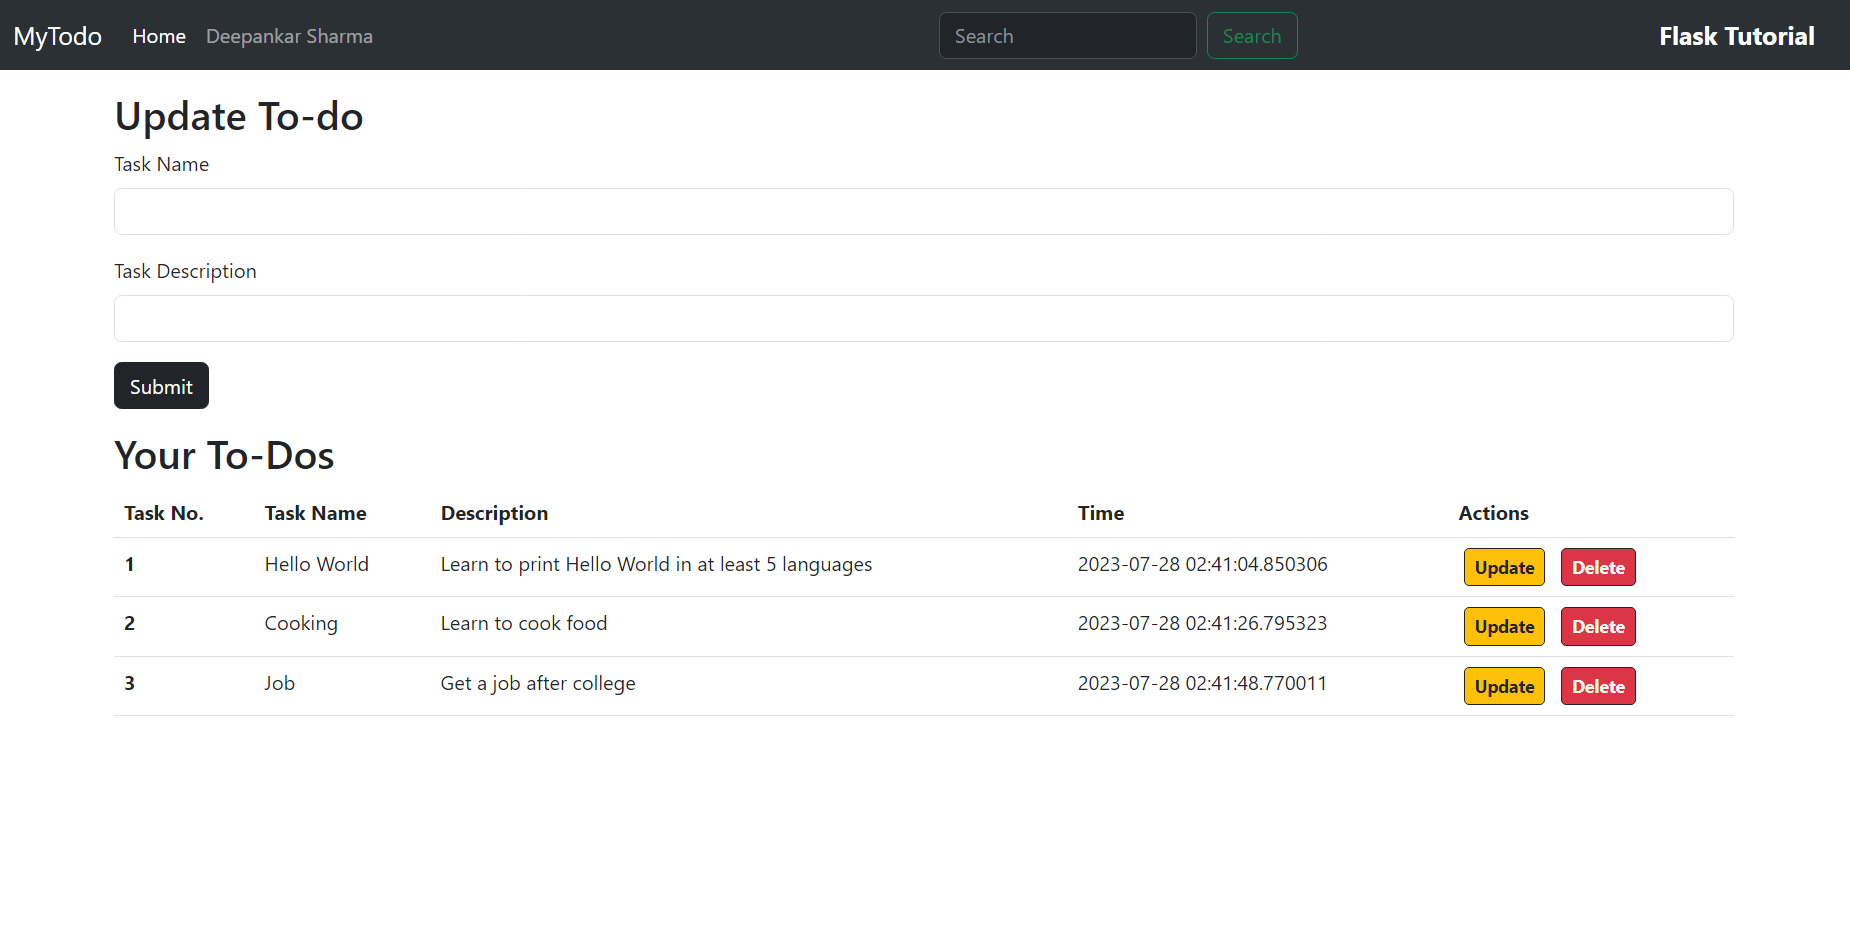 MyTodo Home Deepankar Sharma Search Search Flask Tutorial
Update To-do
Task Name
Task Description
Submit
Your To-Dos
Task No. Task Name Description Time Actions
1 Hello World Learn to print Hello World in at least 5 languages 2023-07-28 02:41:04.850306 Update Delete
2 Cooking Learn to cook food 2023-07-28 02:41:26.795323 Update Delete
3 Job Get a job after college 2023-07-28 02:41:48.770011 Update Delete